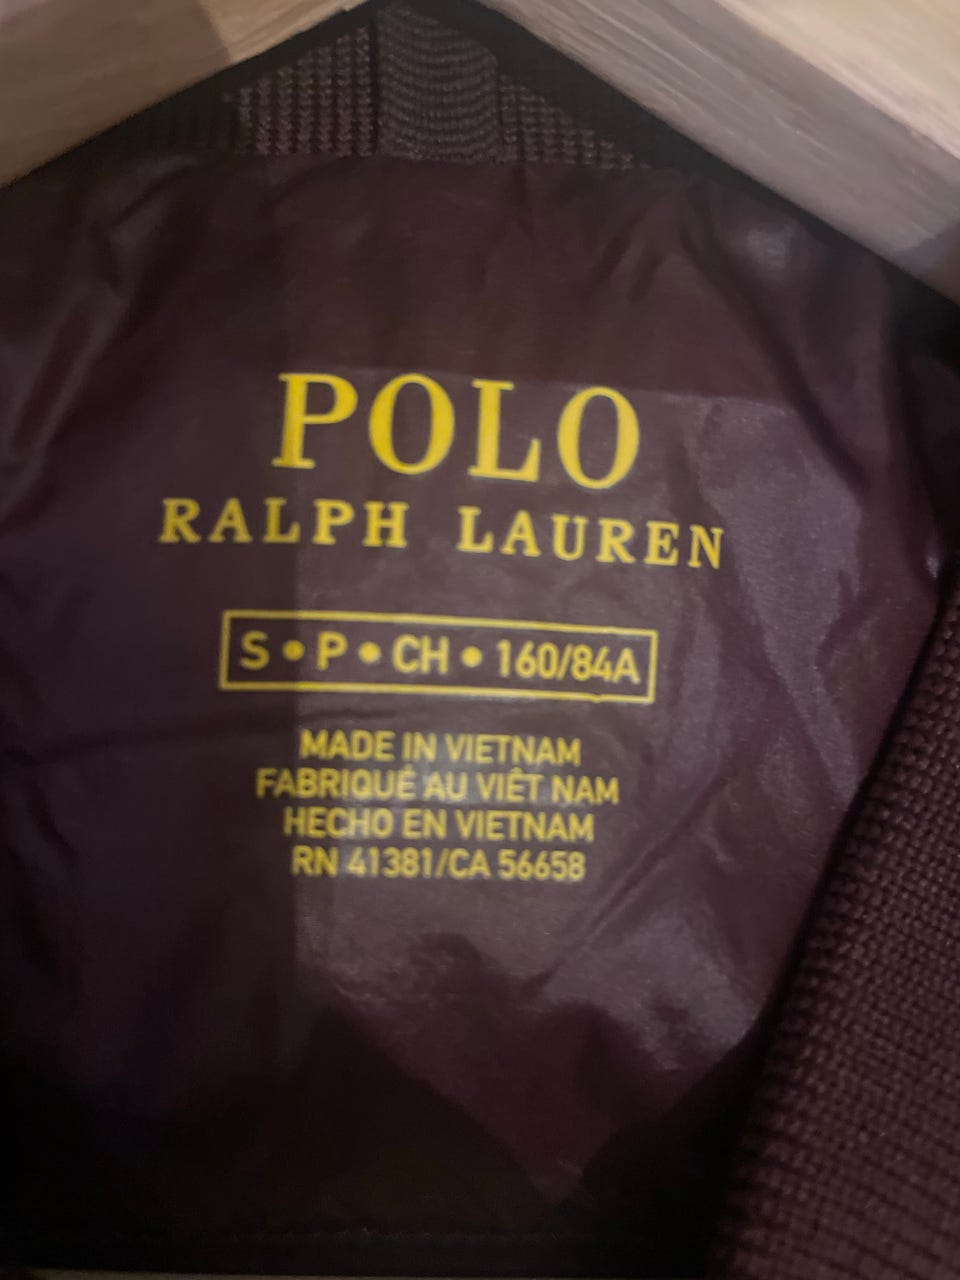 POLO
RALPH LAUREN
S • P • CH • 160/84A
MADE IN VIETNAM
FABRIQUÉ AU VIÊT NAM
HECHO EN VIETNAM
RN 41381/CA 56658